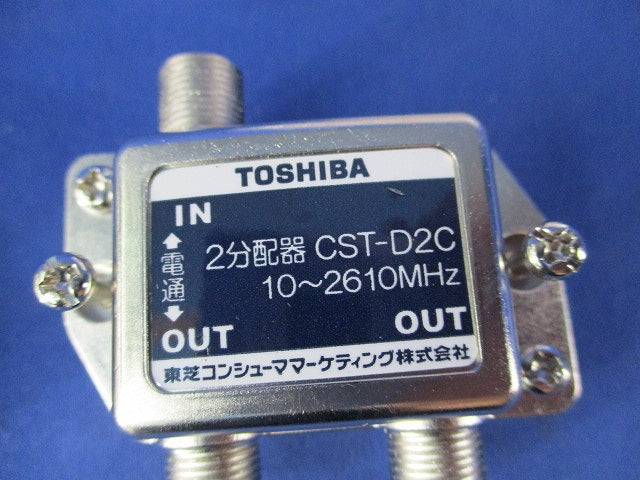 TOSHIBA
IN
2分配器 CST-D2C
10～2610MHz
電通
OUT
OUT
東芝コンシューママーケティング株式会社